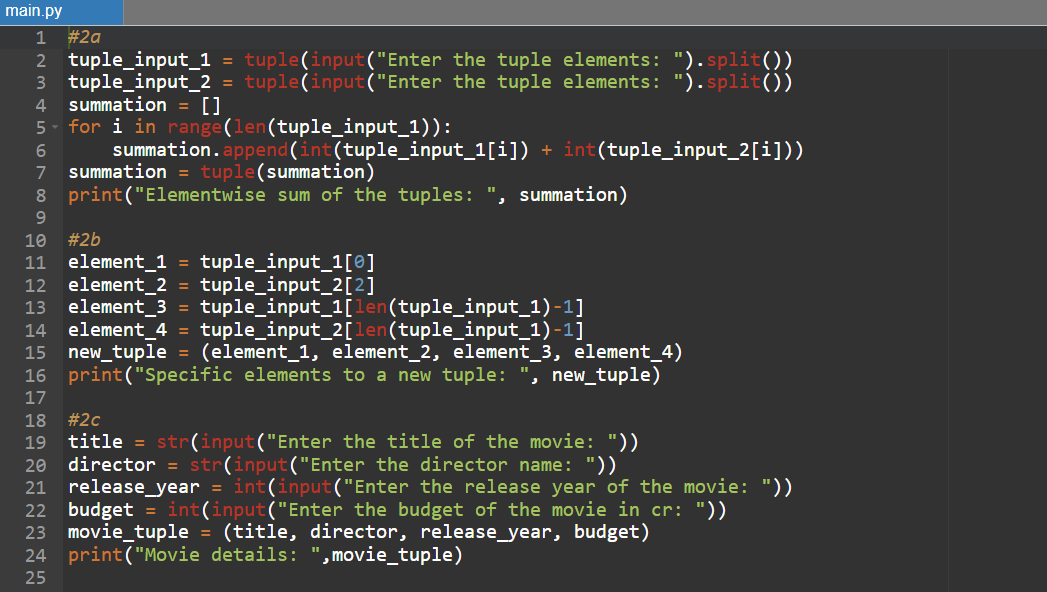 main.py
1 #2a
2 tuple_input_1 = tuple(input("Enter the tuple elements: ").split())
3 tuple_input_2 = tuple(input("Enter the tuple elements: ").split())
4 summation = []
5 for i in range(len(tuple_input_1)):
6     summation.append(int(tuple_input_1[i]) + int(tuple_input_2[i]))
7 summation = tuple(summation)
8 print("Elementwise sum of the tuples: ", summation)
9
10 #2b
11 element_1 = tuple_input_1[0]
12 element_2 = tuple_input_2[2]
13 element_3 = tuple_input_1[len(tuple_input_1)-1]
14 element_4 = tuple_input_2[len(tuple_input_1)-1]
15 new_tuple = (element_1, element_2, element_3, element_4)
16 print("Specific elements to a new tuple: ", new_tuple)
17
18 #2c
19 title = str(input("Enter the title of the movie: "))
20 director = str(input("Enter the director name: "))
21 release_year = int(input("Enter the release year of the movie: "))
22 budget = int(input("Enter the budget of the movie in cr: "))
23 movie_tuple = (title, director, release_year, budget)
24 print("Movie details: ",movie_tuple)
25